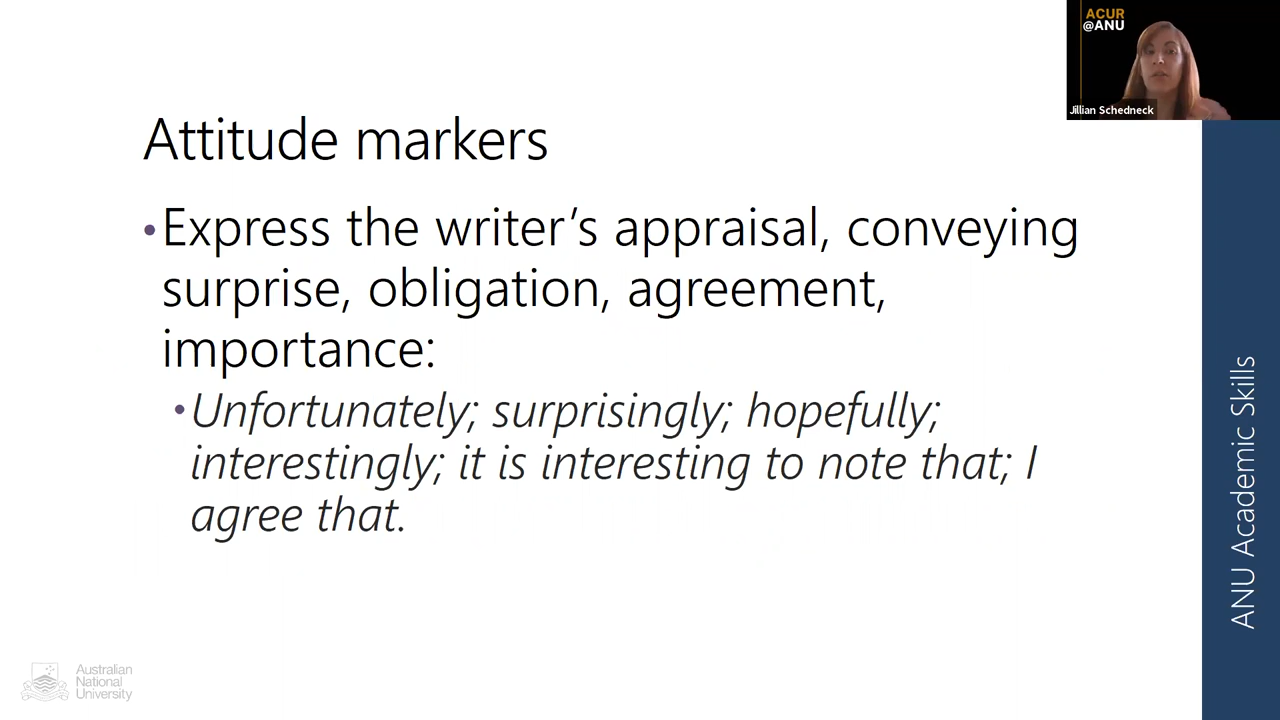 ACUR
@ANU
Jillian Schedneck
Attitude markers
•Express the writer’s appraisal, conveying
surprise, obligation, agreement,
importance:
•Unfortunately; surprisingly; hopefully;
interestingly; it is interesting to note that; I
agree that.
ANU Academic Skills
Australian
National
University